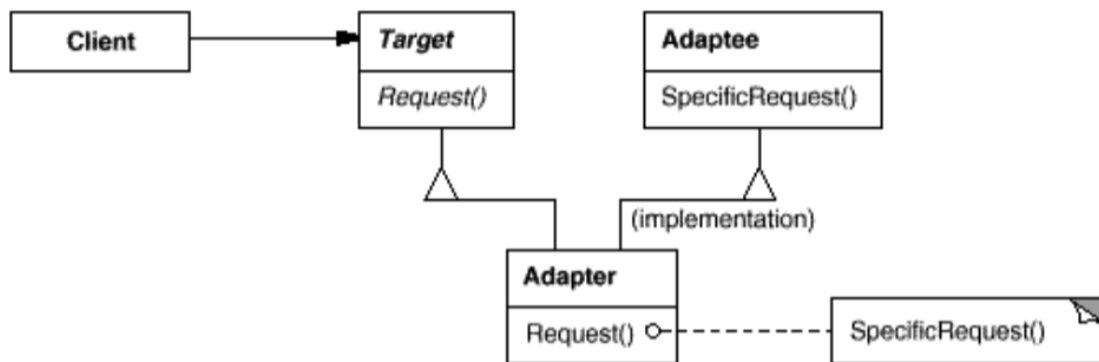 Client
Target
Request()
Adaptee
SpecificRequest()
(implementation)
Adapter
Request()
SpecificRequest()